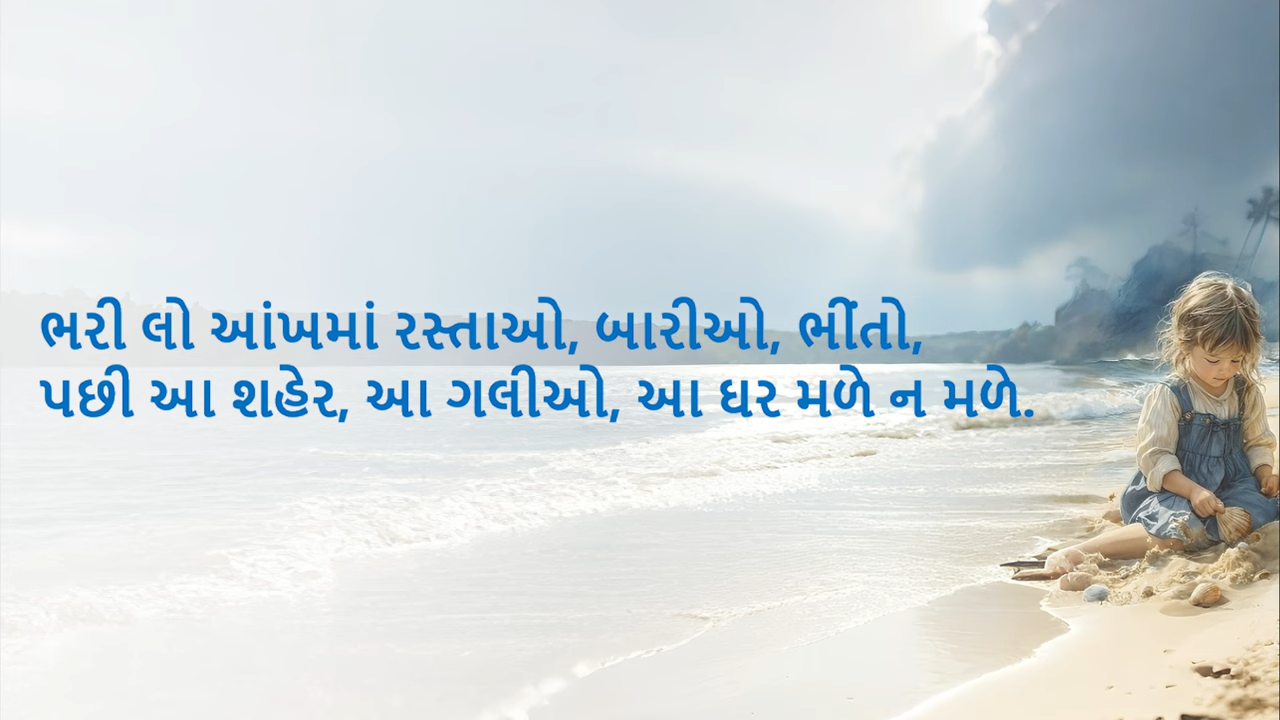 ભરી લો આંખમાં રસ્તાઓ, બારીઓ, ભીંતો,
પછી આ શહેર, આ ગલીઓ, આ ઘર મળે ન મળે.